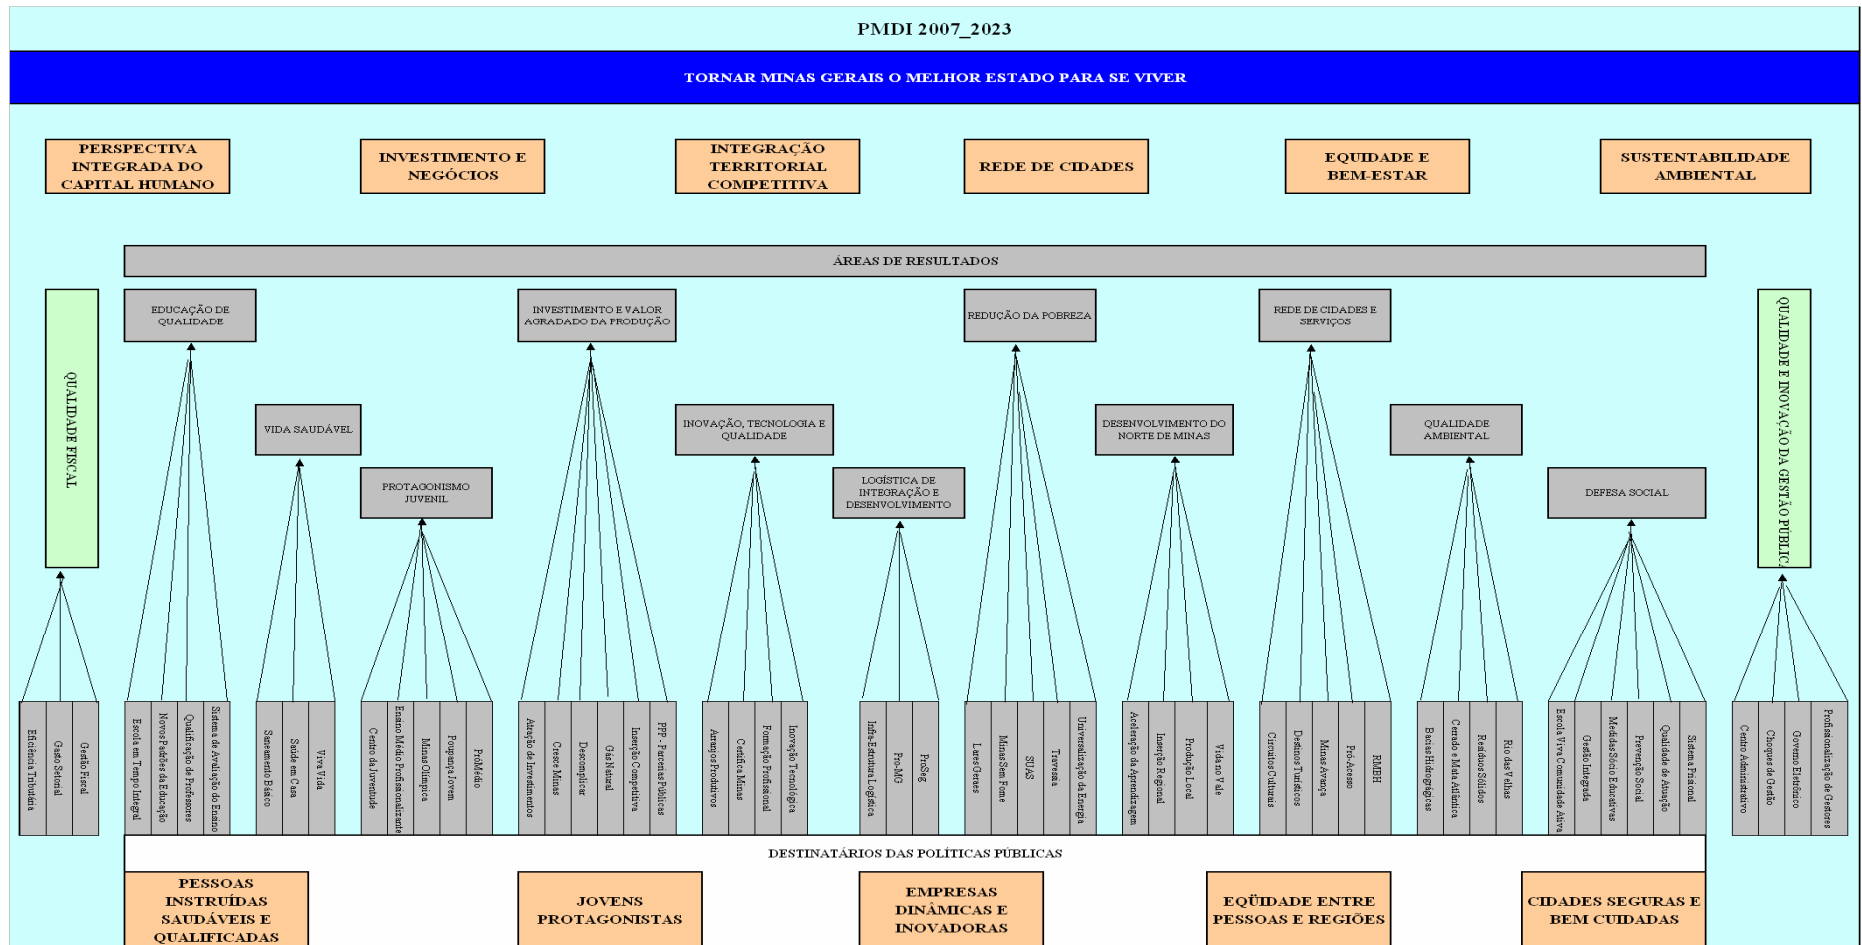 PMDI 2007_2023
TORNAR MINAS GERAIS O MELHOR ESTADO PARA SE VIVER
PERSPECTIVA
INTEGRADA DO
CAPITAL HUMANO
INVESTIMENTO E
NEGÓCIOS
INTEGRAÇÃO
TERRITORIAL
COMPETITIVA
REDE DE CIDADES
EQUIDADE E
BEM-ESTAR
SUSTENTABILIDADE
AMBIENTAL
ÁREAS DE RESULTADOS
QUALIDADE FISCAL
EDUCAÇÃO DE
QUALIDADE
VIDA SAUDÁVEL
PROTAGONISMO
JUVENIL
INVESTIMENTO E VALOR
AGRADADO DA PRODUÇÃO
INOVAÇÃO, TECNOLOGIA E
QUALIDADE
LOGÍSTICA DE
INTEGRAÇÃO E
DESENVOLVIMENTO
REDUÇÃO DA POBREZA
DESENVOLVIMENTO DO
NORTE DE MINAS
REDE DE CIDADES E
SERVIÇOS
QUALIDADE
AMBIENTAL
DEFESA SOCIAL
QUALIDADE E INOVAÇÃO DA GESTÃO PÚBLICA
Eficiência Tributária
Gasto Setorial
Gestão Fiscal
Escola em Tempo Integral
Novos Padrões da Educação
Qualificação de Professores
Sistema de Avaliação do Ensino
Saneamento Básico
Saúde em Casa
Viva Vida
Centro da Juventude
Ensino Médio Profissionalizante
Minas Olímpica
Poupança Jovem
PróMédio
Atração de Investimentos
Cresce Minas
Descomplicar
Gás Natural
Inserção Competitiva
PPP - Parcerias Públicas
Arranjos Produtivos
Certifica Minas
Formação Profissional
Inovação Tecnológica
Infra-Estrutura Logística
Pro-MG
ProSeg
Lares Geraes
Minas Sem Fome
SUAS
Travessia
Universalização da Energia
Aceleração da Aprendizagem
Inserção Regional
Produção Local
Vida no Vale
Circuitos Culturais
Destinos Turísticos
Minas Avança
Pró-Acesso
RMBH
Bacias Hidrográgicas
Cerrado e Mata Atlântica
Resíduos Sólidos
Rio das Velhas
Escola Viva Comunidade Ativa
Gestão Integrada
Medidas Sócio Educativas
Prevenção Social
Qualidade de Atuação
Sistema Prisional
Centro Administrativo
Choques de Gestão
Governo Eletrônico
Profissionalização de Gestores
DESTINATÁRIOS DAS POLÍTICAS PÚBLICAS
PESSOAS
INSTRUÍDAS
SAUDÁVEIS E
QUALIFICADAS
JOVENS
PROTAGONISTAS
EMPRESAS
DINÂMICAS E
INOVADORAS
EQÜIDADE ENTRE
PESSOAS E REGIÕES
CIDADES SEGURAS E
BEM CUIDADAS